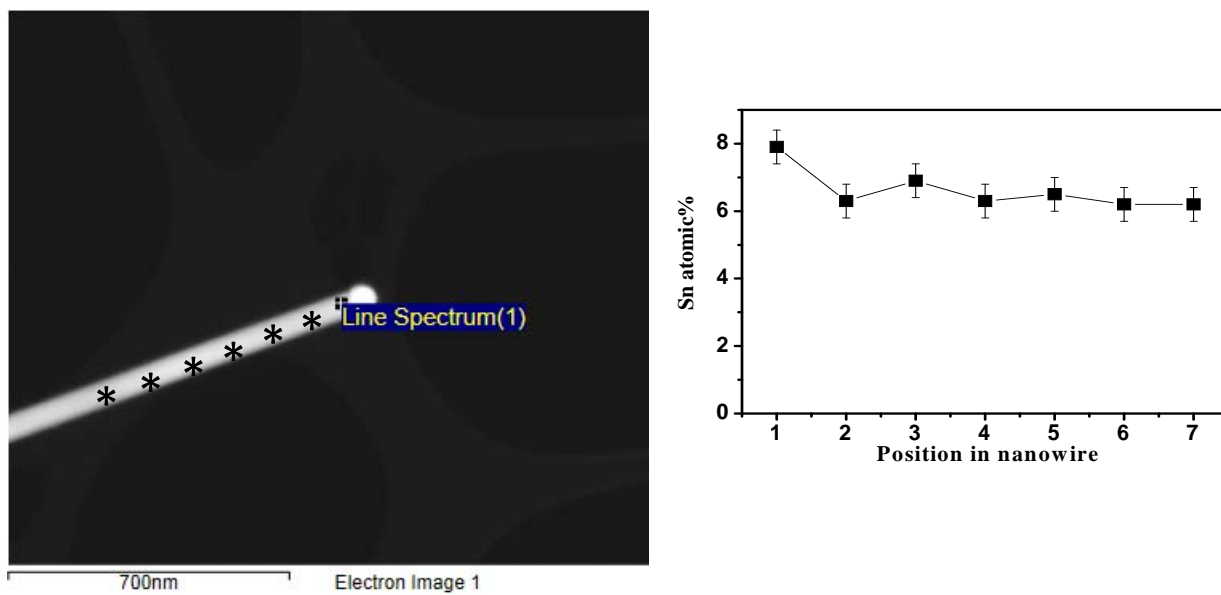 Line Spectrum(1)
* * * * * *
700nm
Electron Image 1
Sn atomic%
8
6
4
2
0
1 2 3 4 5 6 7
Position in nanowire